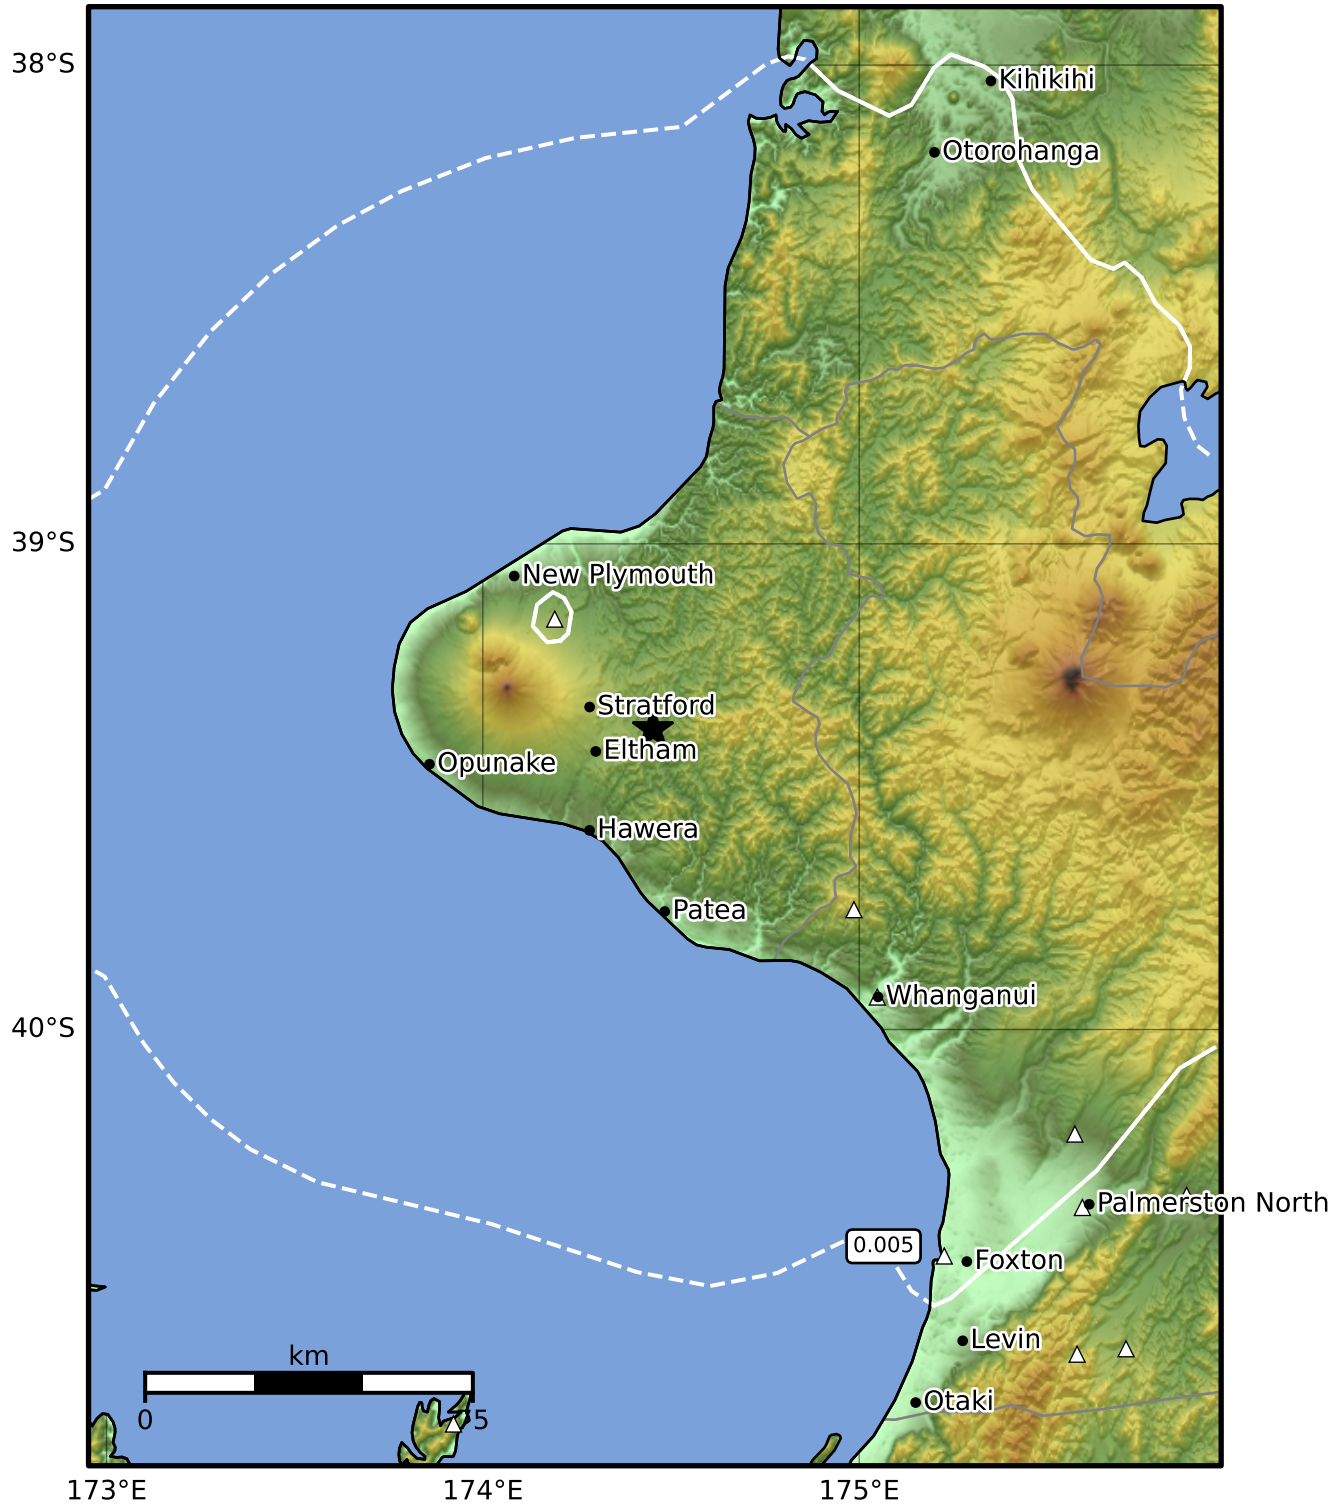 38°S
Kihikihi
Otorohanga
39°S
New Plymouth
Stratford
Eltham
Opunake
Hawera
Patea
Whanganui
40°S
Palmerston North
0.005
Foxton
Levin
km
Otaki
0
75
173°E
174°E
175°E